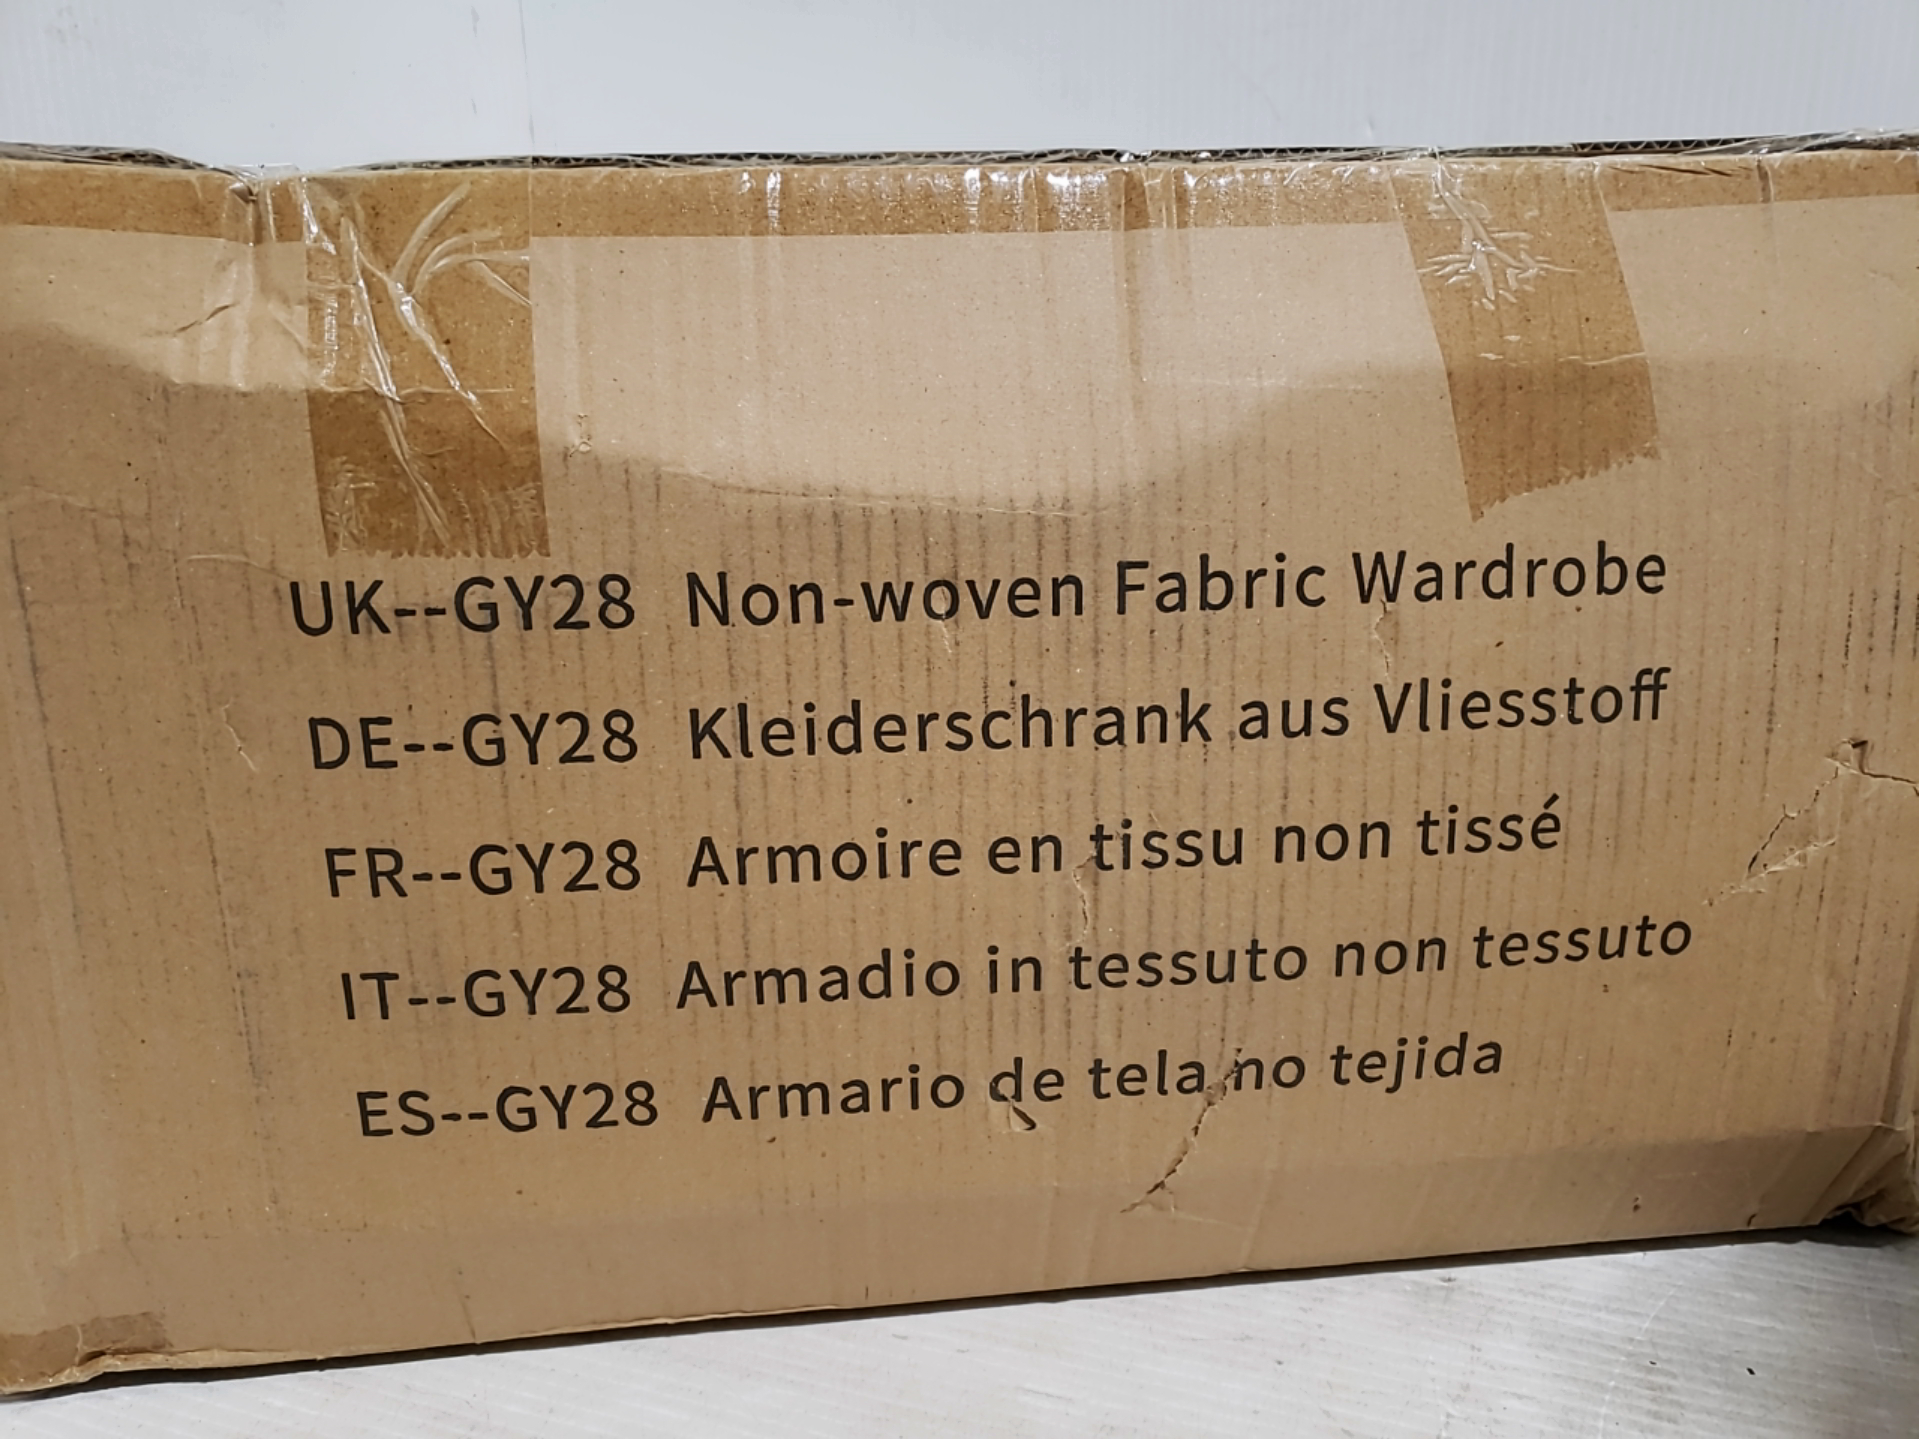 UK--GY28 Non-woven Fabric Wardrobe
DE--GY28 Kleiderschrank aus Vliesstoff
FR--GY28 Armoire en tissu non tissé
IT--GY28 Armadio in tessuto non tessuto
ES--GY28 Armario de tela no tejida